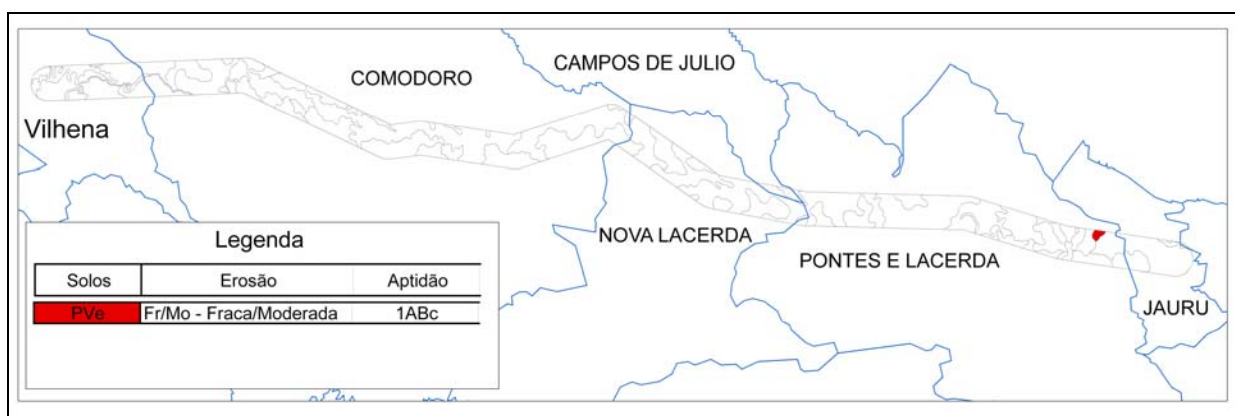 CAMPOS DE JULIO
COMODORO
Vilhena
NOVA LACERDA
PONTES E LACERDA
JAURU
Legenda
Solos Erosão Aptidão
PVe Fr/Mo - Fraca/Moderada 1ABc